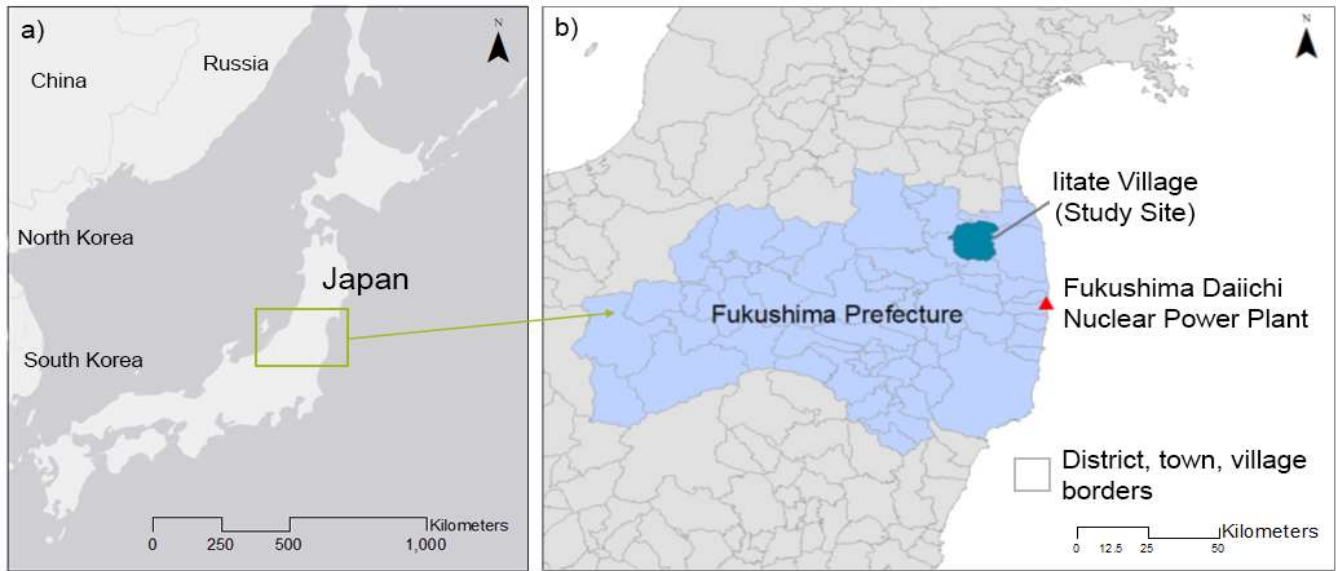 a)
N
Russia
China
North Korea
Japan
South Korea
Kilometers
0 250 500 1,000
b)
N
Iitate Village
(Study Site)
Fukushima Daiichi
Nuclear Power Plant
Fukushima Prefecture
District, town, village
borders
Kilometers
0 12.5 25 50